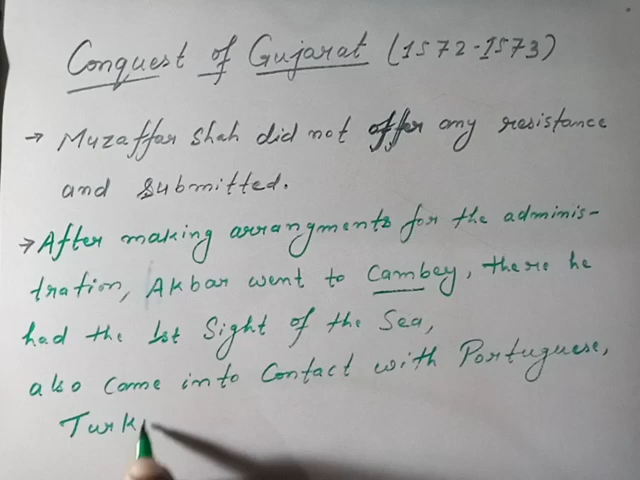 Conquest of Gujarat (1572-1573)
→ Muzaffar Shah did not offer any resistance
and submitted.
→ After making arrangments for the adminis-
tration, Akbar went to Cambey, there he
had the 1st Sight of the Sea,
also Come into Contact with Portuguese,
Turk